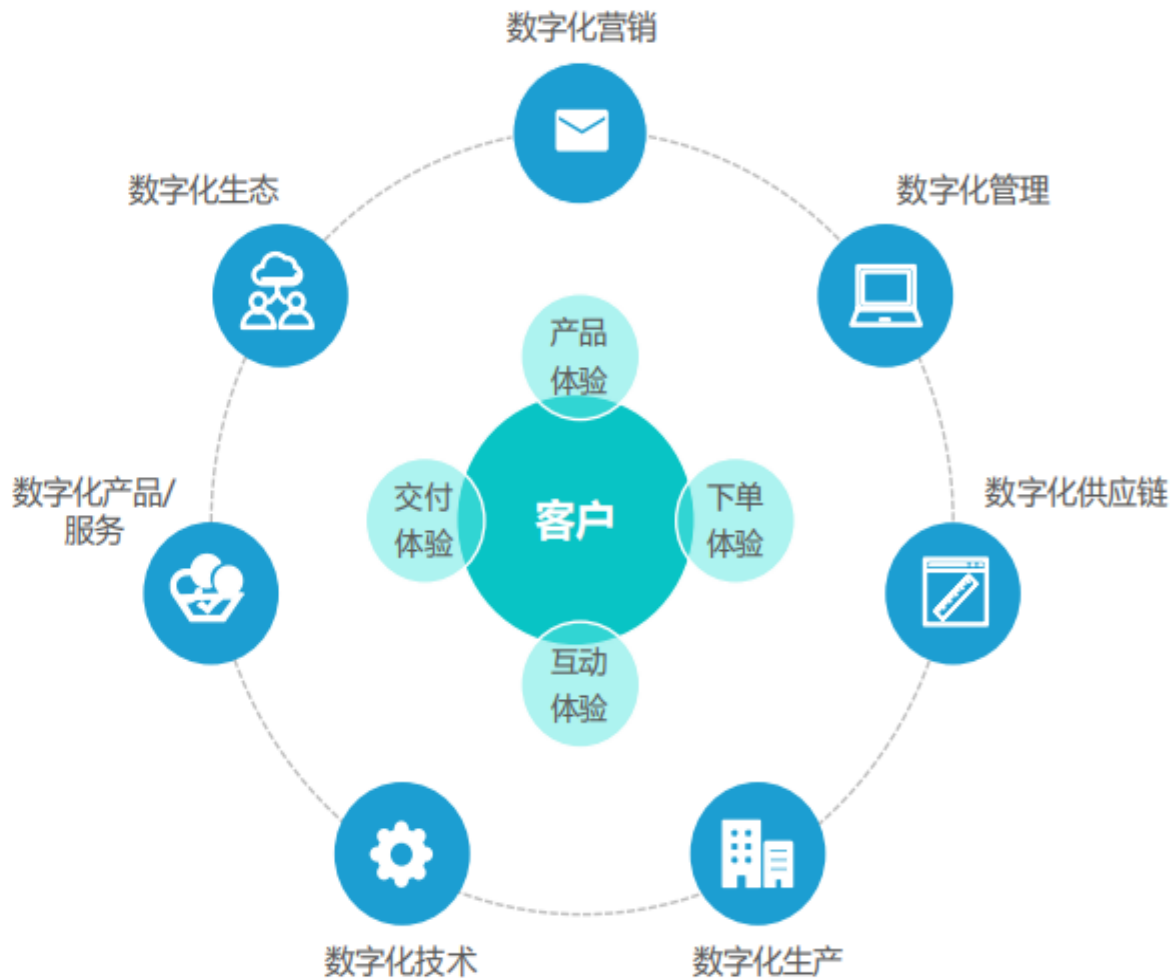 数字化营销
数字化生态
数字化管理
产品
体验
数字化产品/
服务
交付
体验
客户
下单
体验
数字化供应链
互动
体验
数字化技术
数字化生产